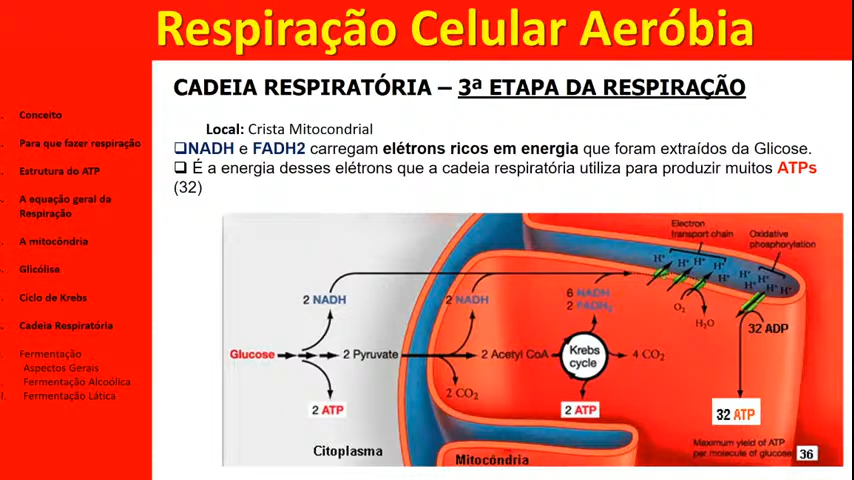 Respiração Celular Aeróbia
CADEIA RESPIRATÓRIA – 3ª ETAPA DA RESPIRAÇÃO
Conceito
Para que fazer respiração
Estrutura do ATP
A equação geral da
Respiração
A mitocôndria
Glicólise
Ciclo de Krebs
Cadeia Respiratória
Fermentação
Aspectos Gerais
Fermentação Alcoólica
Fermentação Lática
Local: Crista Mitocondrial
❑NADH e FADH2 carregam elétrons ricos em energia que foram extraídos da Glicose.
❑ É a energia desses elétrons que a cadeia respiratória utiliza para produzir muitos ATPs
(32)
Electron
transport chain
Oxidative
phosphorylation
H⁺ H⁺ H⁺ H⁺ H⁺ H⁺ H⁺ H⁺
2 NADH
2 NADH
6 NADH
2 FADH₂
O₂
H₂O
32 ADP
Glucose
2 Pyruvate
2 Acetyl CoA
Krebs
cycle
4 CO₂
2 CO₂
2 ATP
2 ATP
32 ATP
Citoplasma
Mitocôndria
Maximum yield of ATP
per molecule of glucose
36